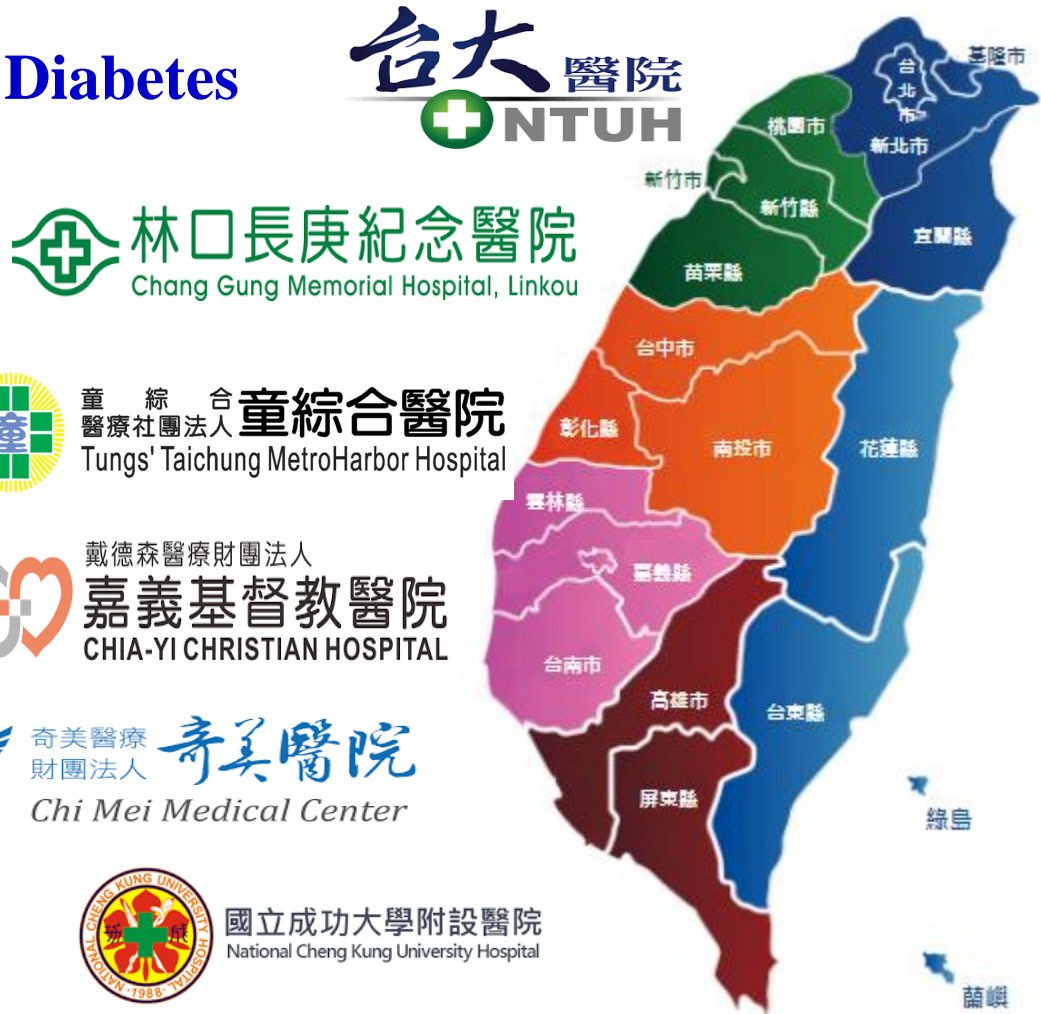 Diabetes
台大醫院
NTUH
林口長庚紀念醫院
Chang Gung Memorial Hospital, Linkou
童
童綜合
醫療社團法人
童綜合醫院
Tungs' Taichung MetroHarbor Hospital
戴德森醫療財團法人
嘉義基督教醫院
CHIA-YI CHRISTIAN HOSPITAL
奇美醫療
財團法人
奇美醫院
Chi Mei Medical Center
NATIONAL CHENG KUNG UNIVERSITY HOSPITAL
·1988·
國立成功大學附設醫院
National Cheng Kung University Hospital
基隆市
台北市
桃園市
新北市
新竹市
新竹縣
宜蘭縣
苗栗縣
台中市
彰化縣
南投市
花蓮縣
雲林縣
嘉義縣
台南市
高雄市
台東縣
屏東縣
綠島
蘭嶼